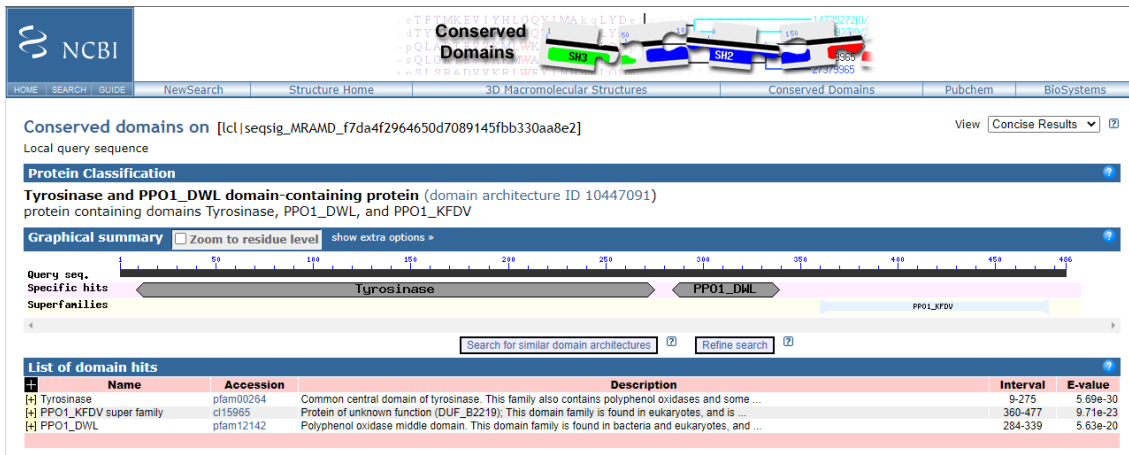 NCBI
Conserved
Domains
SH3
SH2
HOME SEARCH GUIDE NewSearch Structure Home 3D Macromolecular Structures Conserved Domains Pubchem BioSystems
Conserved domains on [lcl|seqsig_MRAMD_f7da4f2964650d7089145fbb330aa8e2]
View Concise Results
Local query sequence
Protein Classification
Tyrosinase and PPO1_DWL domain-containing protein (domain architecture ID 10447091)
protein containing domains Tyrosinase, PPO1_DWL, and PPO1_KFDV
Graphical summary Zoom to residue level show extra options »
1 50 100 150 200 250 300 350 400 450 486
Query seq.
Specific hits Tyrosinase PPO1_DWL
Superfamilies PPO1_KFDV
Search for similar domain architectures Refine search
List of domain hits
Name Accession Description Interval E-value
[+] Tyrosinase pfam00264 Common central domain of tyrosinase. This family also contains polyphenol oxidases and some ... 9-275 5.69e-30
[+] PPO1_KFDV super family cl15965 Protein of unknown function (DUF_B2219); This domain family is found in eukaryotes, and is ... 360-477 9.71e-23
[+] PPO1_DWL pfam12142 Polyphenol oxidase middle domain. This domain family is found in bacteria and eukaryotes, and ... 284-339 5.63e-20